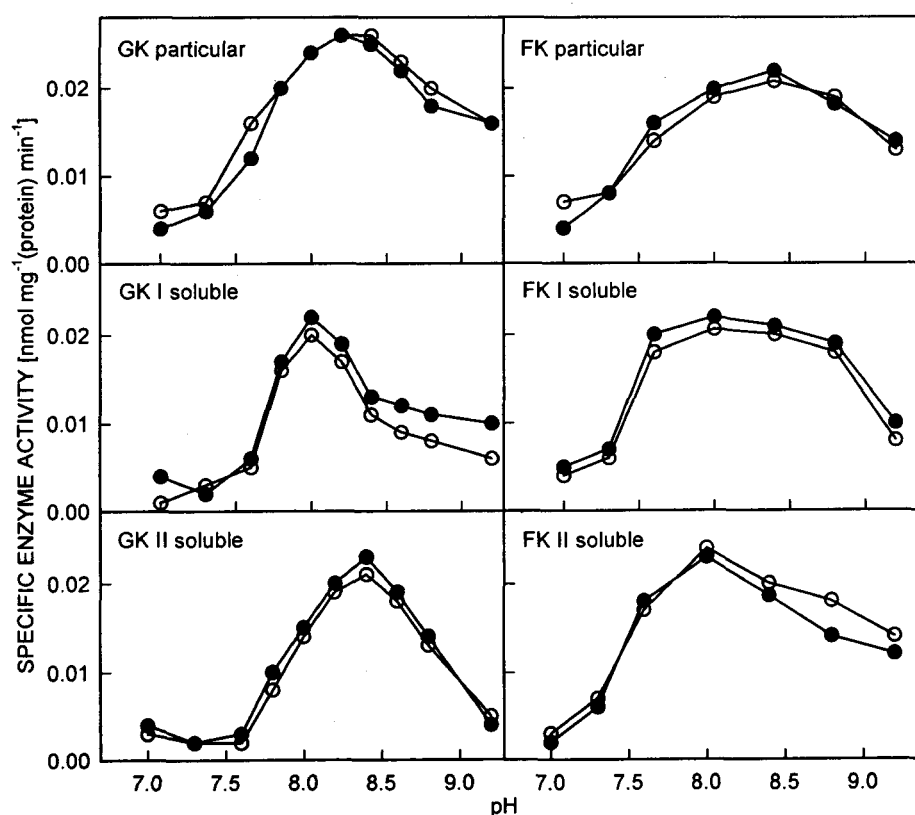 GK particular
FK particular
0.02
0.01
0.00
GK I soluble
FK I soluble
0.02
0.01
0.00
GK II soluble
FK II soluble
0.02
0.01
0.00
SPECIFIC ENZYME ACTIVITY [nmol mg⁻¹(protein) min⁻¹]
7.0 7.5 8.0 8.5 9.0 7.0 7.5 8.0 8.5 9.0
pH